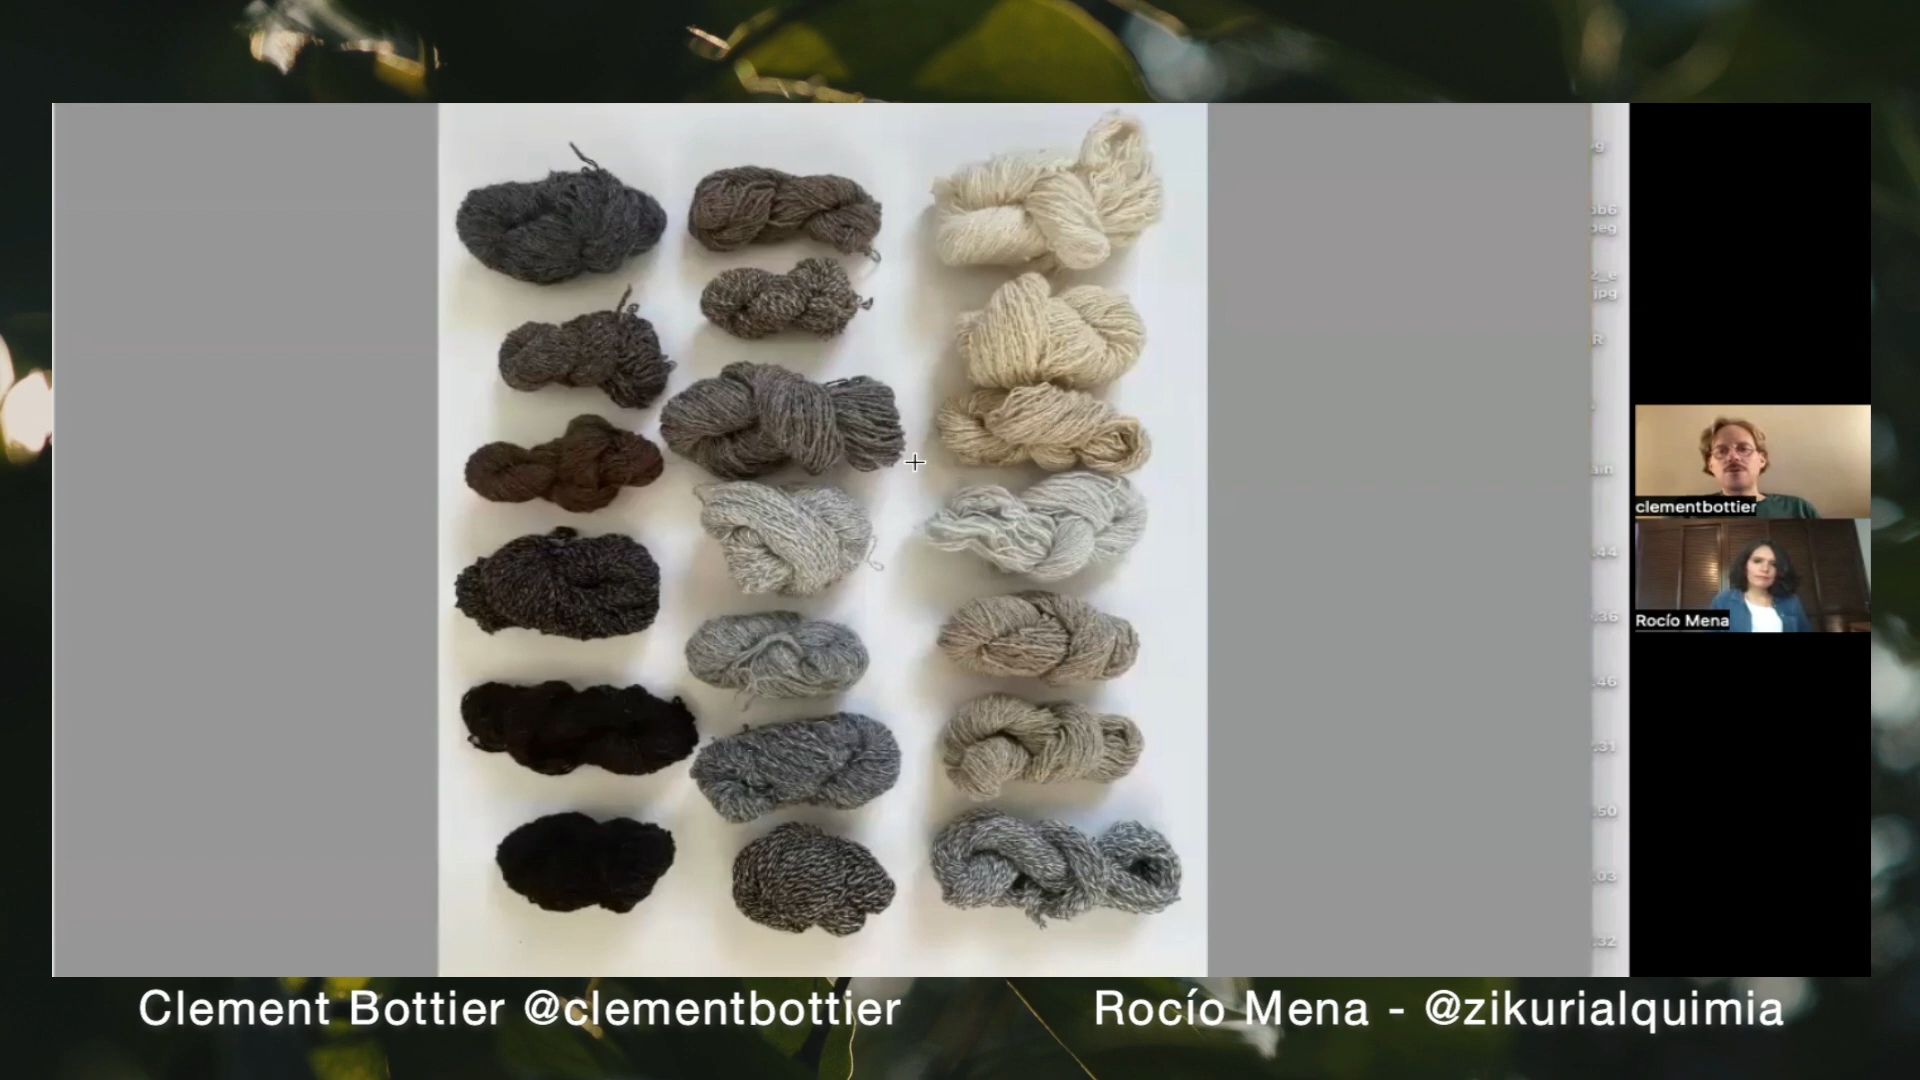 clementbottier
Rocío Mena
Clement Bottier @clementbottier
Rocío Mena - @zikurialquimia